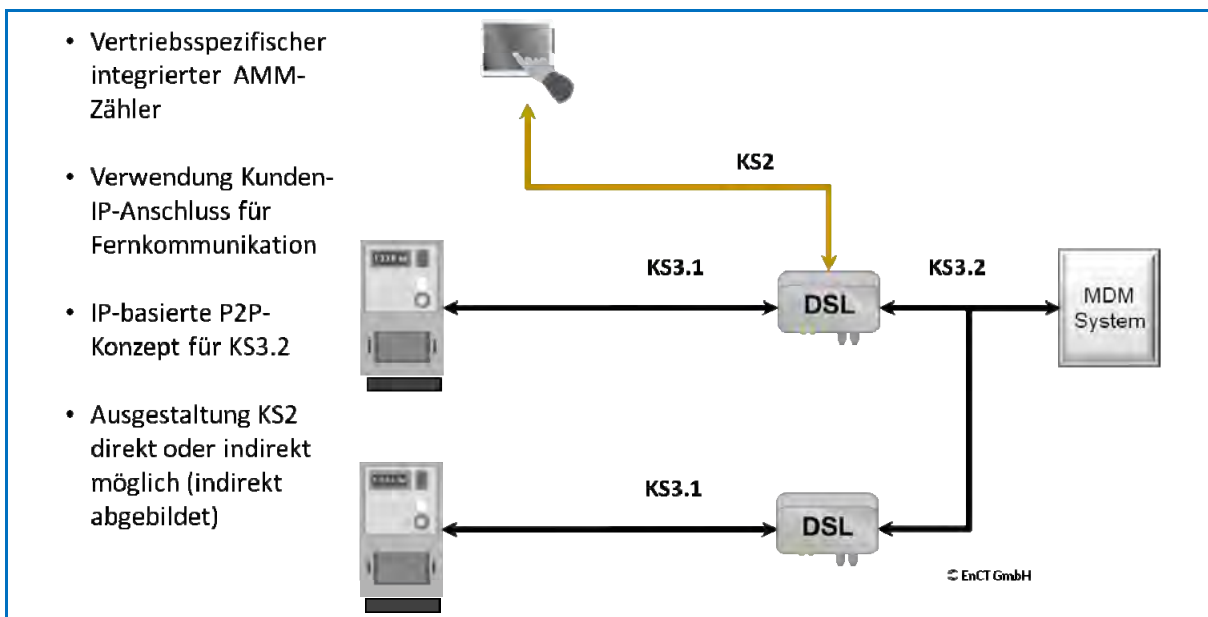 • Vertriebsspezifischer
integrierter AMM-
Zähler
• Verwendung Kunden-
IP-Anschluss für
Fernkommunikation
• IP-basierte P2P-
Konzept für KS3.2
• Ausgestaltung KS2
direkt oder indirekt
möglich (indirekt
abgebildet)
KS2
KS3.1
DSL
KS3.2
MDM
System
KS3.1
DSL
© EnCT GmbH